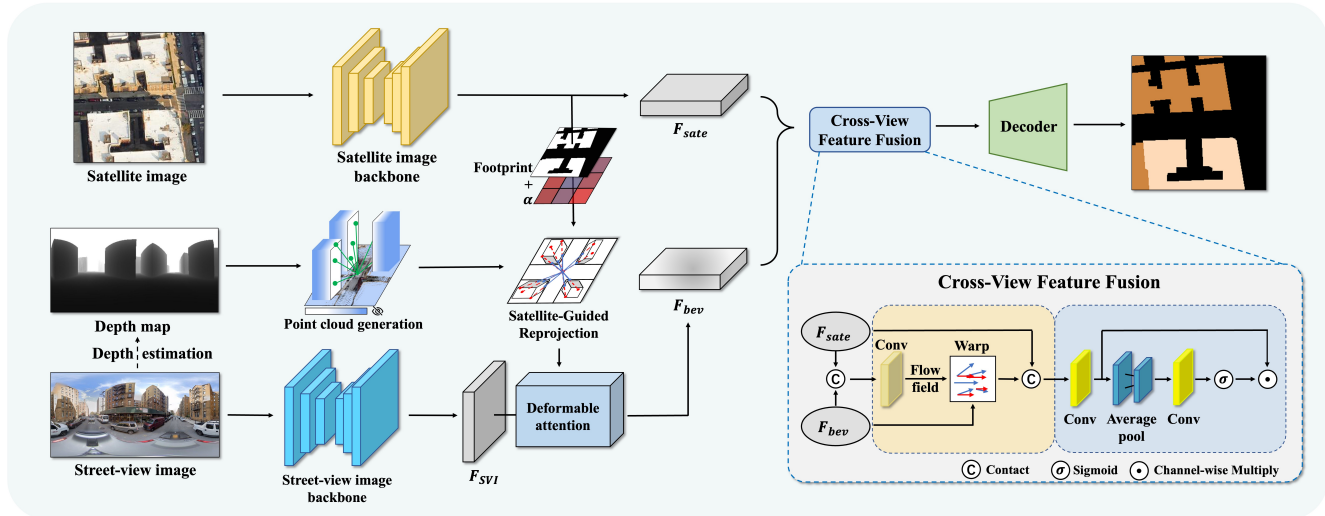 Satellite image
Satellite image
backbone
Footprint
+
α
F_sate
Cross-View
Feature Fusion
Decoder
Depth map
Depth estimation
Point cloud generation
Satellite-Guided
Reprojection
F_bev
Street-view image
Street-view image
backbone
F_SVI
Deformable
attention
Cross-View Feature Fusion
F_sate
Conv
Warp
Flow
field
C
C
σ
F_bev
Conv
Average
pool
Conv
C Contact
σ Sigmoid
Channel-wise Multiply